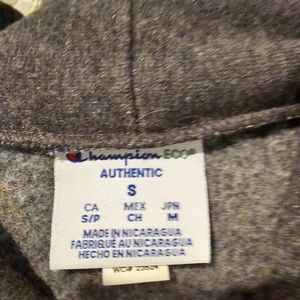 Champion ECO®
AUTHENTIC
S
CA MEX JPN
S/P CH M
MADE IN NICARAGUA
FABRIQUÉ AU NICARAGUA
HECHO EN NICARAGUA